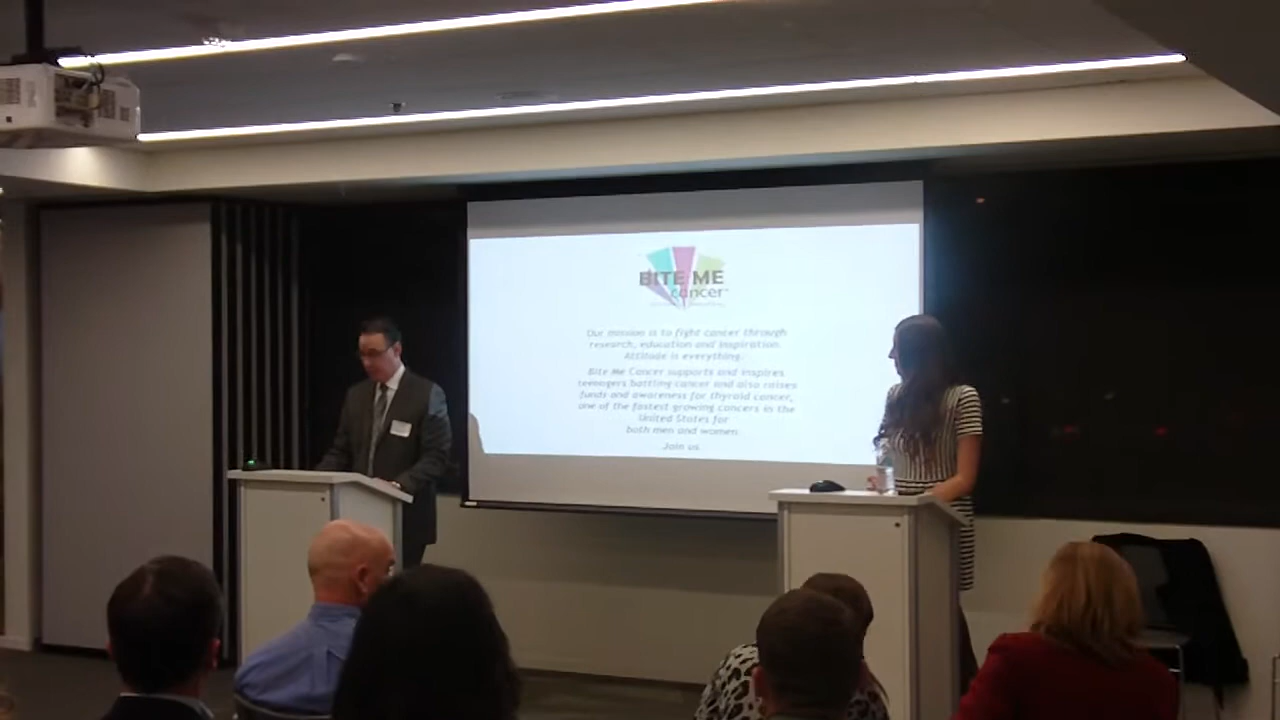 BITE ME
cancer
Our mission is to fight cancer through
research, education and inspiration.
Attitude is everything.
Bite Me Cancer supports and inspires
teenagers battling cancer and also raises
funds and awareness for thyroid cancer,
one of the fastest growing cancers in the
United States for
both men and women.
Join us